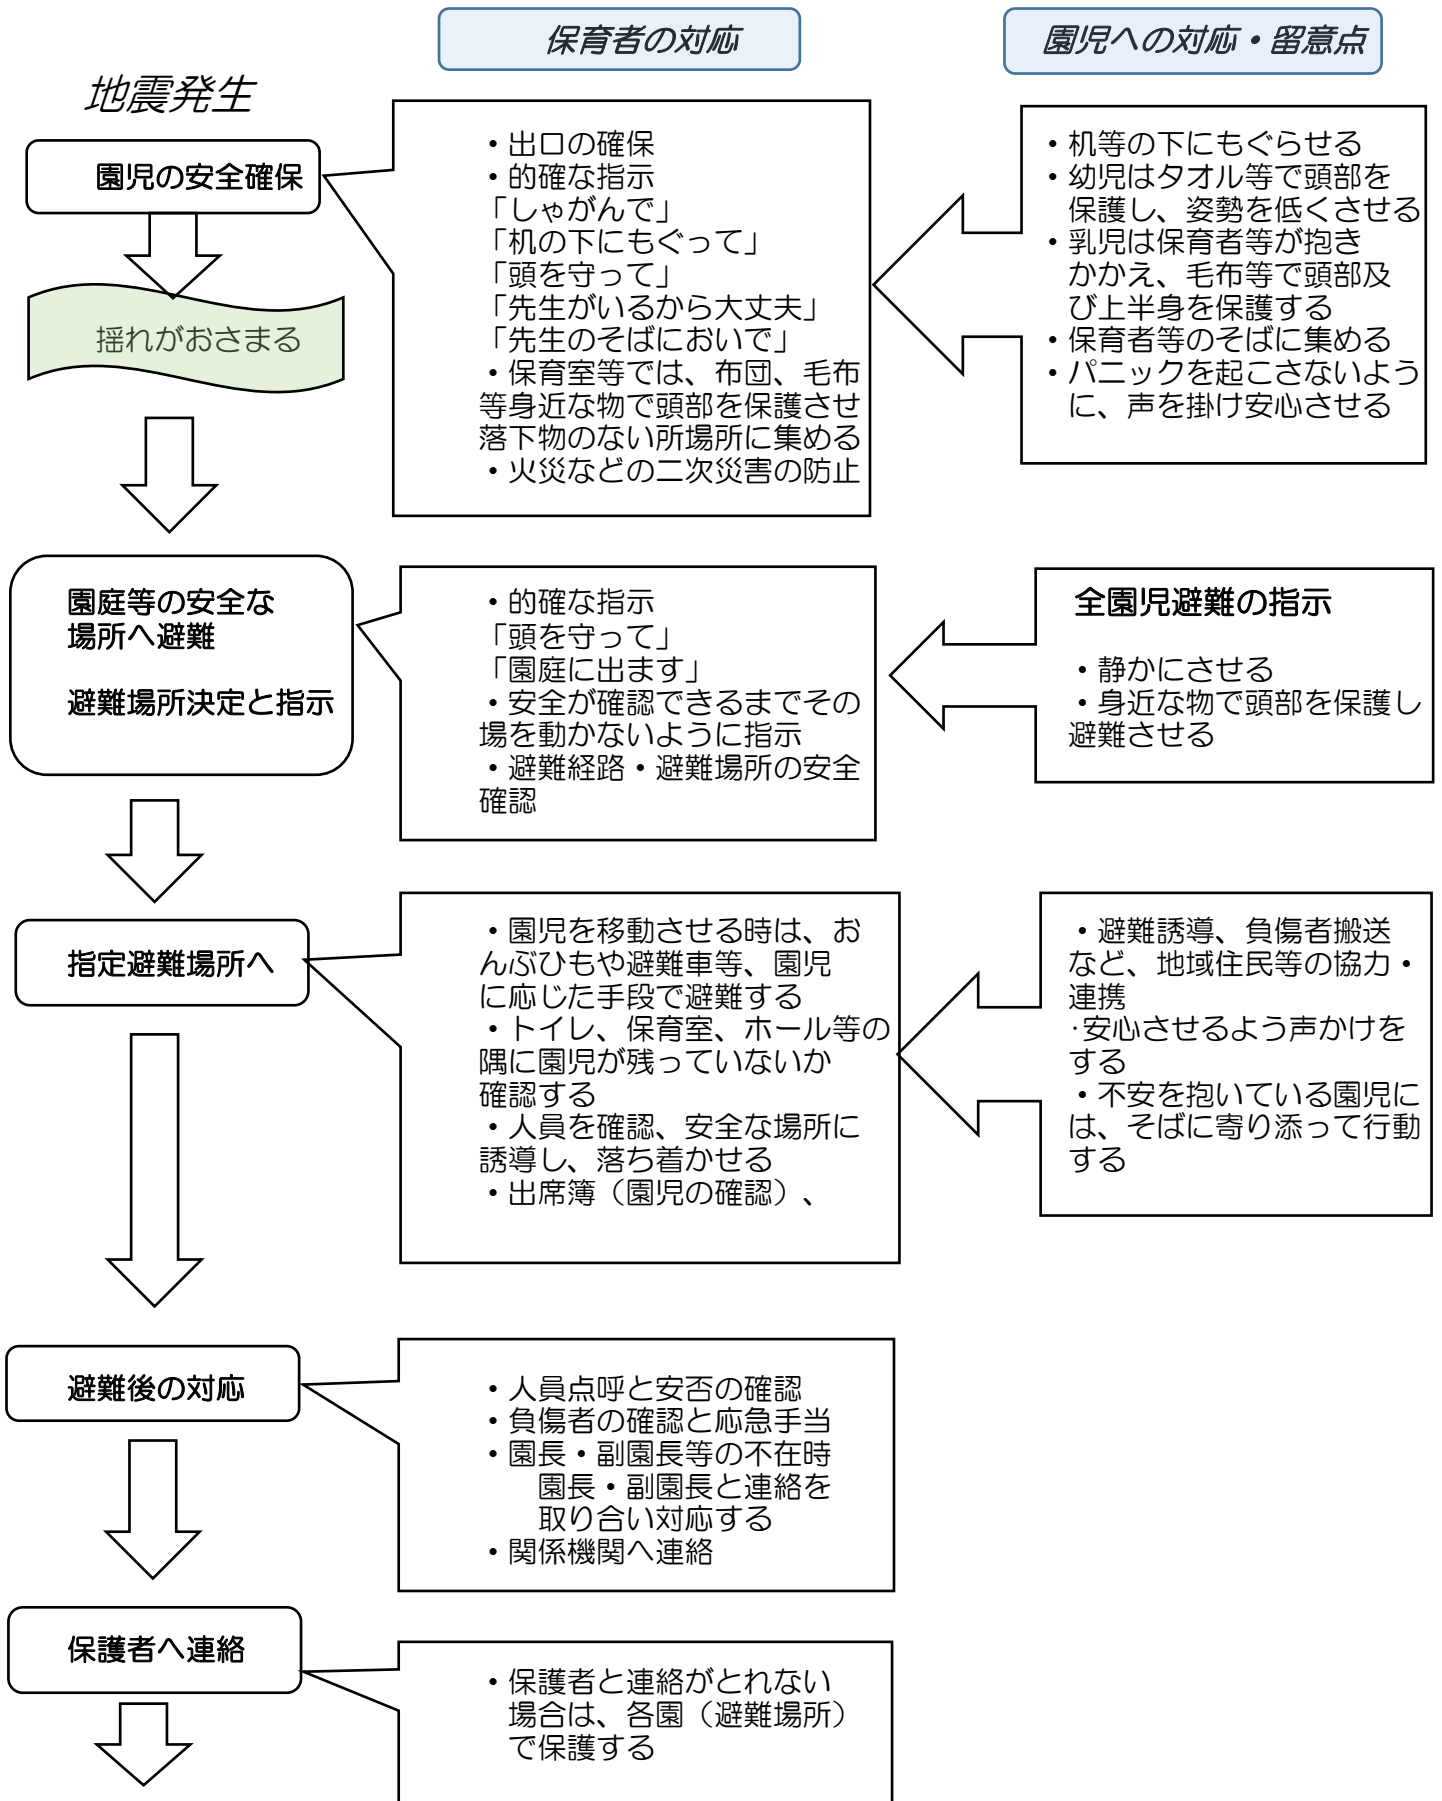 保育者の対応
園児への対応・留意点
地震発生
園児の安全確保
・出口の確保
・的確な指示
「しゃがんで」
「机の下にもぐって」
「頭を守って」
「先生がいるから大丈夫」
「先生のそばにおいで」
・保育室等では、布団、毛布
等身近な物で頭部を保護させ
落下物のない所場所に集める
・火災などの二次災害の防止
・机等の下にもぐらせる
・幼児はタオル等で頭部を
保護し、姿勢を低くさせる
・乳児は保育者等が抱き
かかえ、毛布等で頭部及
び上半身を保護する
・保育者等のそばに集める
・パニックを起こさないよう
に、声を掛け安心させる
揺れがおさまる
園庭等の安全な
場所へ避難
避難場所決定と指示
・的確な指示
「頭を守って」
「園庭に出ます」
・安全が確認できるまでその
場を動かないように指示
・避難経路・避難場所の安全
確認
全園児避難の指示
・静かにさせる
・身近な物で頭部を保護し
避難させる
指定避難場所へ
・園児を移動させる時は、お
んぶひもや避難車等、園児
に応じた手段で避難する
・トイレ、保育室、ホール等の
隅に園児が残っていないか
確認する
・人員を確認、安全な場所に
誘導し、落ち着かせる
・出席簿（園児の確認）、
・避難誘導、負傷者搬送
など、地域住民等の協力・
連携
・安心させるよう声かけを
する
・不安を抱いている園児に
は、そばに寄り添って行動
する
避難後の対応
・人員点呼と安否の確認
・負傷者の確認と応急手当
・園長・副園長等の不在時
園長・副園長と連絡を
取り合い対応する
・関係機関へ連絡
保護者へ連絡
・保護者と連絡がとれない
場合は、各園（避難場所）
で保護する